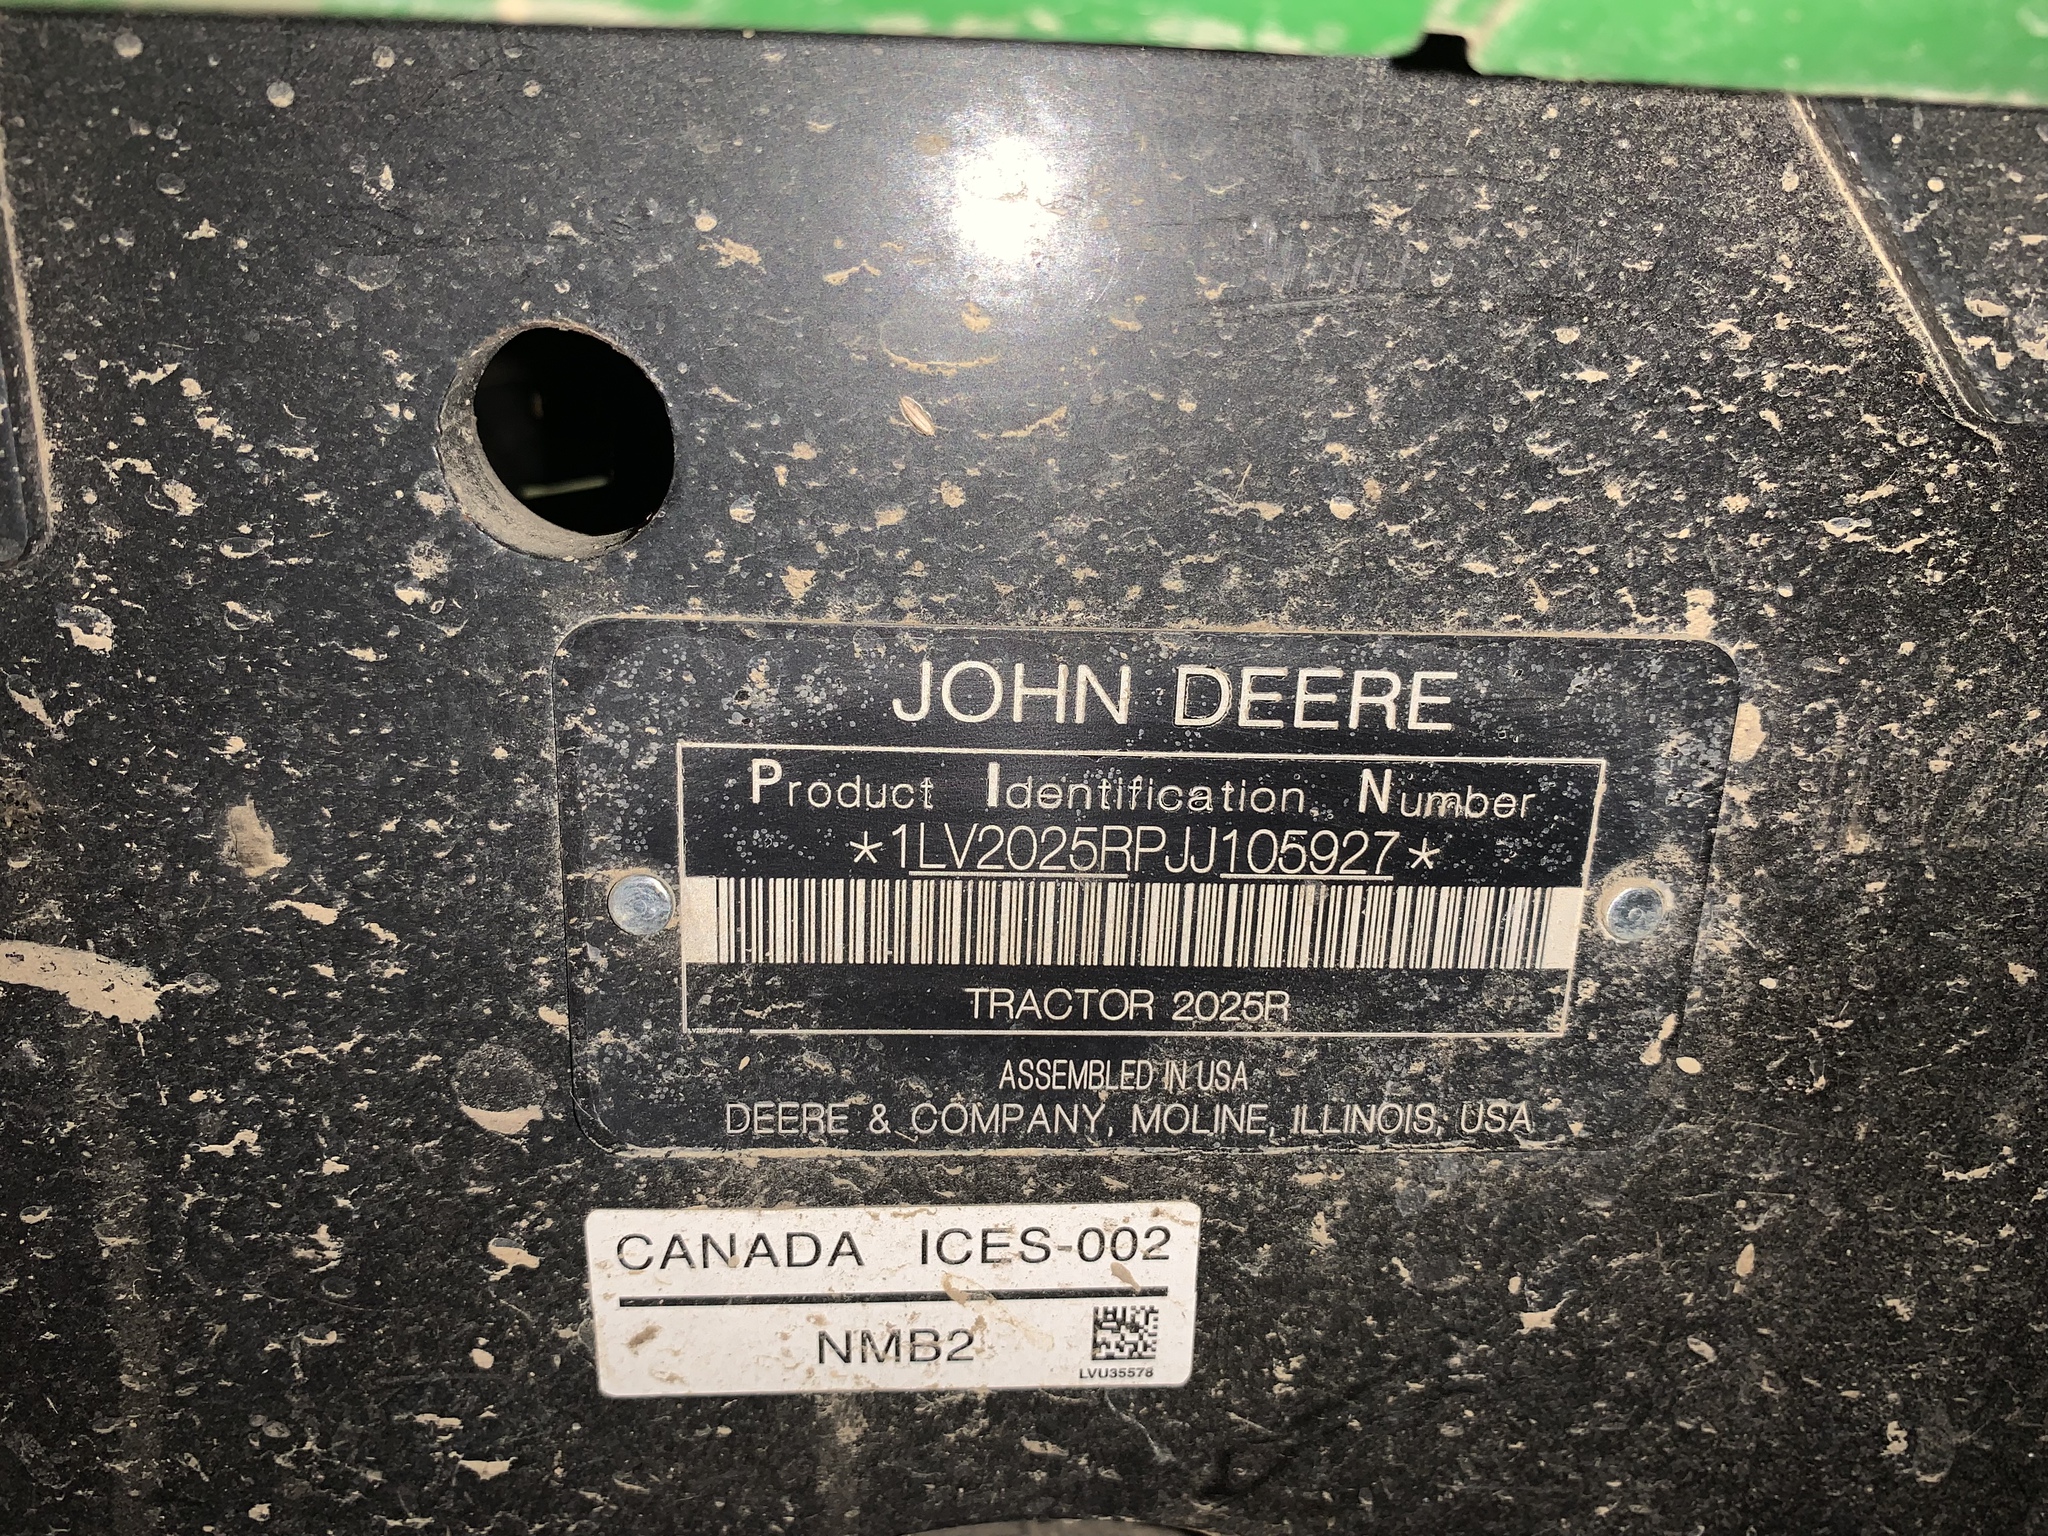 JOHN DEERE
Product Identification Number
*1LV2025RPJJ105927*
TRACTOR 2025R
ASSEMBLED IN USA
DEERE & COMPANY, MOLINE, ILLINOIS, USA
CANADA ICES-002
NMB2
LVU35578